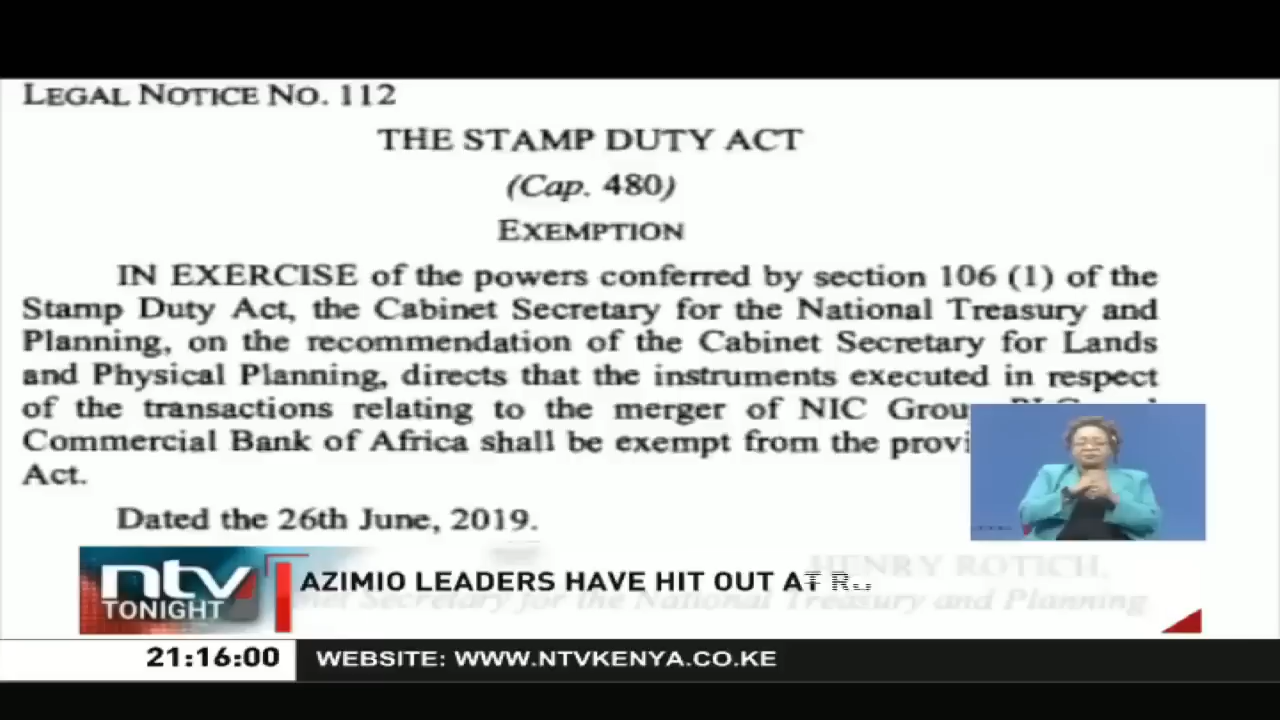 LEGAL NOTICE NO. 112
THE STAMP DUTY ACT
(Cap. 480)
EXEMPTION
IN EXERCISE of the powers conferred by section 106 (1) of the
Stamp Duty Act, the Cabinet Secretary for the National Treasury and
Planning, on the recommendation of the Cabinet Secretary for Lands
and Physical Planning, directs that the instruments executed in respect
of the transactions relating to the merger of NIC
Commercial Bank of Africa shall be exempt from the
Act.
Dated the 26th June, 2019.
HENRY ROTICH,
Secretary for the National Treasury and Planning
ntv
TONIGHT
AZIMIO LEADERS HAVE HIT OUT AT
21:16:00
WEBSITE: WWW.NTVKENYA.CO.KE